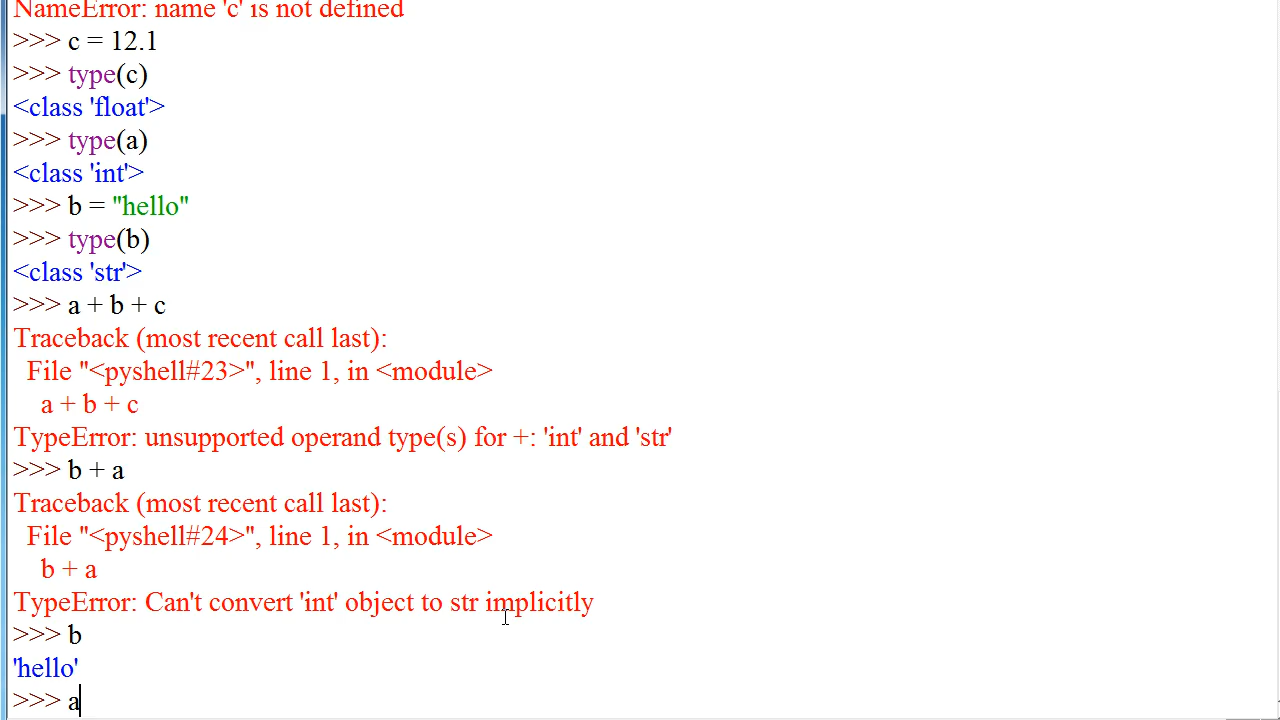 NameError: name 'c' is not defined
>>> c = 12.1
>>> type(c)
<class 'float'>
>>> type(a)
<class 'int'>
>>> b = "hello"
>>> type(b)
<class 'str'>
>>> a + b + c
Traceback (most recent call last):
  File "<pyshell#23>", line 1, in <module>
    a + b + c
TypeError: unsupported operand type(s) for +: 'int' and 'str'
>>> b + a
Traceback (most recent call last):
  File "<pyshell#24>", line 1, in <module>
    b + a
TypeError: Can't convert 'int' object to str implicitly
>>> b
'hello'
>>> a